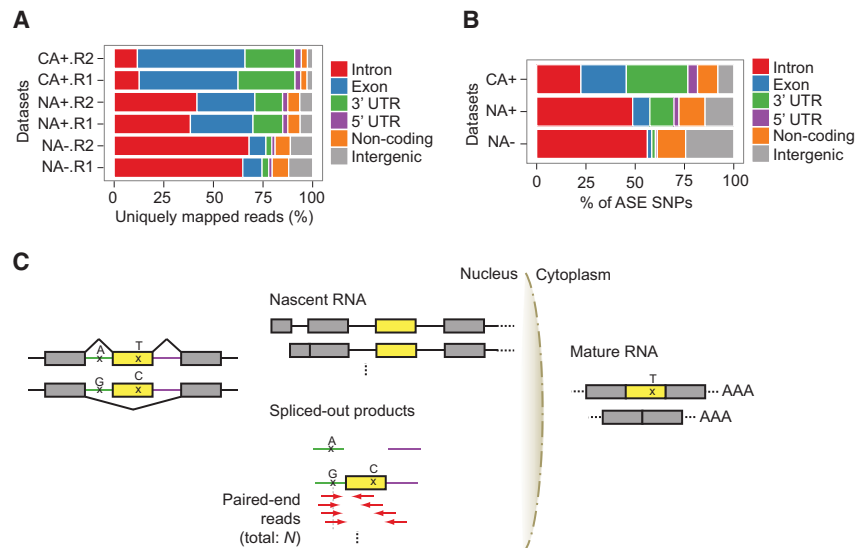 A
CA+.R2
CA+.R1
NA+.R2
NA+.R1
NA-.R2
NA-.R1
Datasets
0 25 50 75 100
Uniquely mapped reads (%)
Intron
Exon
3' UTR
5' UTR
Non-coding
Intergenic
B
CA+
NA+
NA-
Datasets
0 25 50 75 100
% of ASE SNPs
Intron
Exon
3' UTR
5' UTR
Non-coding
Intergenic
C
Nucleus Cytoplasm
Nascent RNA
A T
x x
G C
x x
Mature RNA
T
x
AAA
AAA
Spliced-out products
A
x
G C
x x
Paired-end
reads
(total: N)